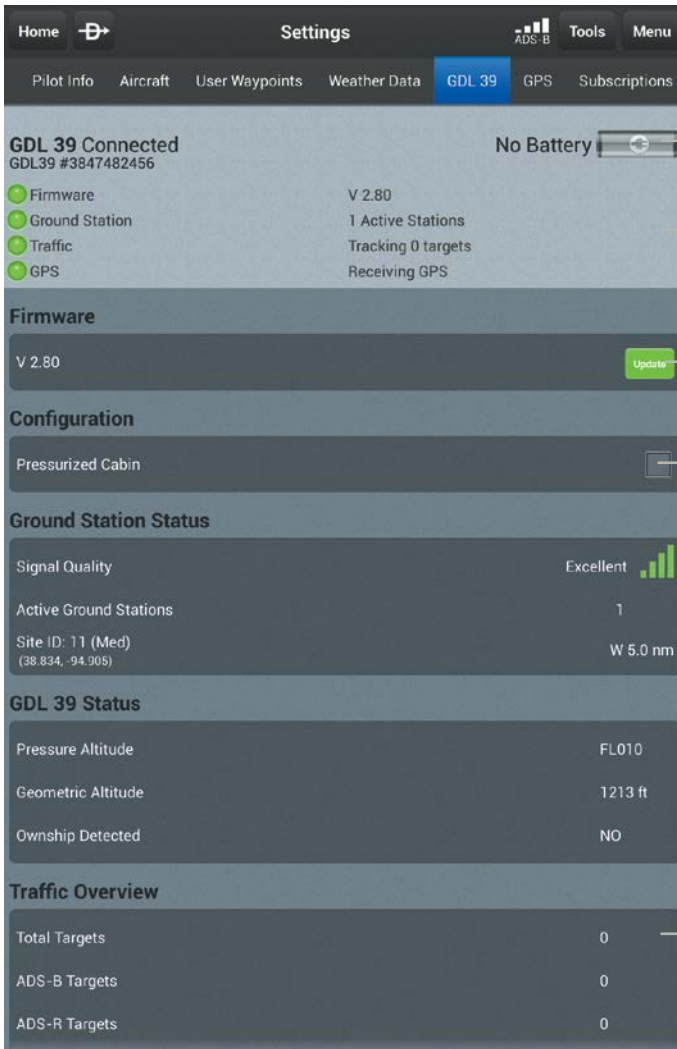 Home Settings ADS-B Tools Menu
Pilot Info Aircraft User Waypoints Weather Data GDL 39 GPS Subscriptions
GDL 39 Connected No Battery
GDL39 #3847482456
Firmware V 2.80
Ground Station 1 Active Stations
Traffic Tracking 0 targets
GPS Receiving GPS
Firmware
V 2.80 Update
Configuration
Pressurized Cabin
Ground Station Status
Signal Quality Excellent
Active Ground Stations 1
Site ID: 11 (Med) W 5.0 nm
(38.834, -94.905)
GDL 39 Status
Pressure Altitude FL010
Geometric Altitude 1213 ft
Ownship Detected NO
Traffic Overview
Total Targets 0
ADS-B Targets 0
ADS-R Targets 0